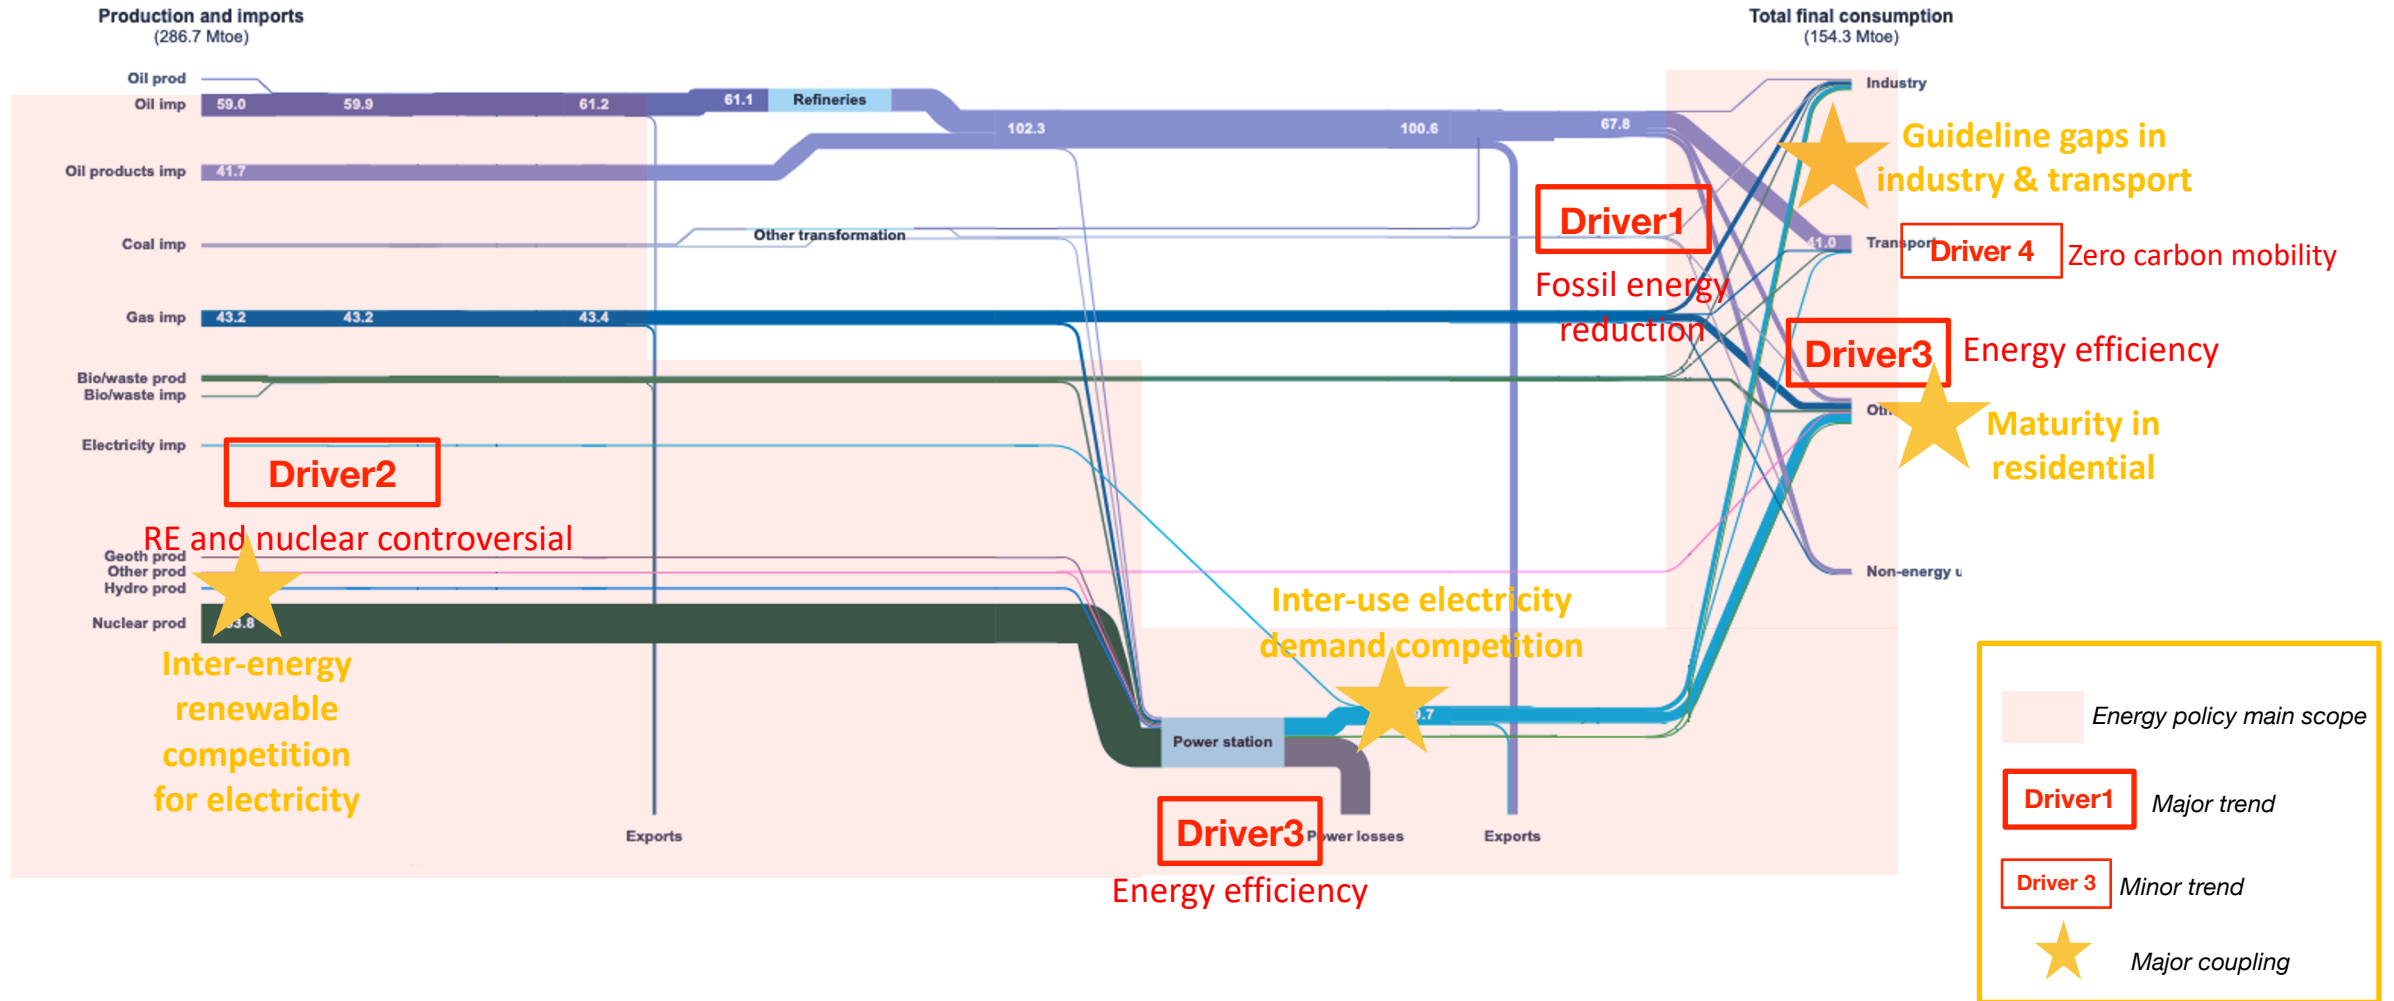 Production and imports
(286.7 Mtoe)
Total final consumption
(154.3 Mtoe)
Oil prod
Oil imp
59.0
59.9
61.2
61.1
Refineries
102.3
100.6
67.8
Industry
Guideline gaps in
industry & transport
Oil products imp
41.7
Driver1
Fossil energy
reduction
Coal imp
Other transformation
41.0
Transport
Driver 4
Zero carbon mobility
Gas imp
43.2
43.2
43.4
Driver3
Energy efficiency
Bio/waste prod
Bio/waste imp
Maturity in
residential
Electricity imp
Driver2
RE and nuclear controversial
Geoth prod
Other prod
Hydro prod
Nuclear prod
Non-energy u
Inter-energy
renewable
competition
for electricity
Inter-use electricity
demand competition
Power station
Exports
Driver3
Power losses
Exports
Energy efficiency
Energy policy main scope
Driver1
Major trend
Driver 3
Minor trend
Major coupling